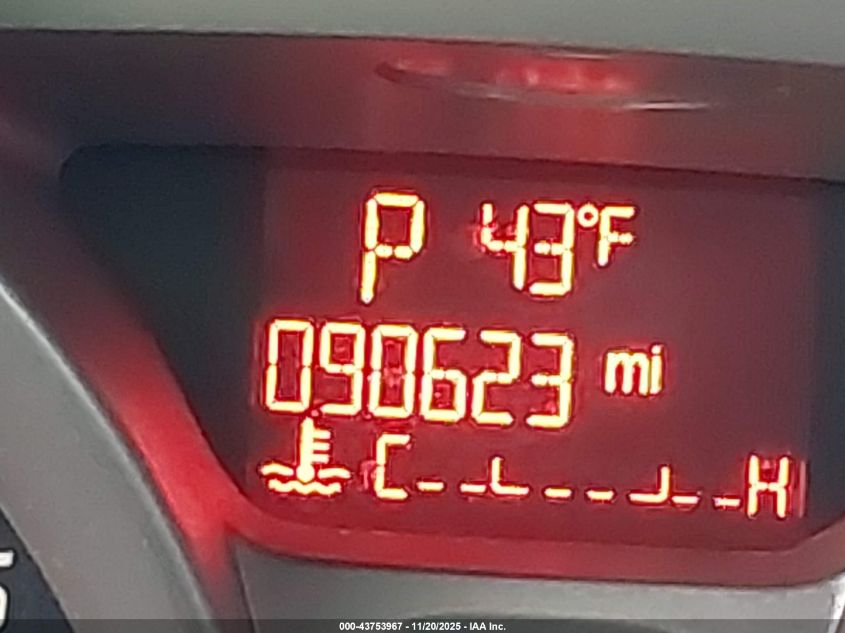 P 43°F
090623 mi
C H
000-43753967 - 11/20/2025 - IAA Inc.